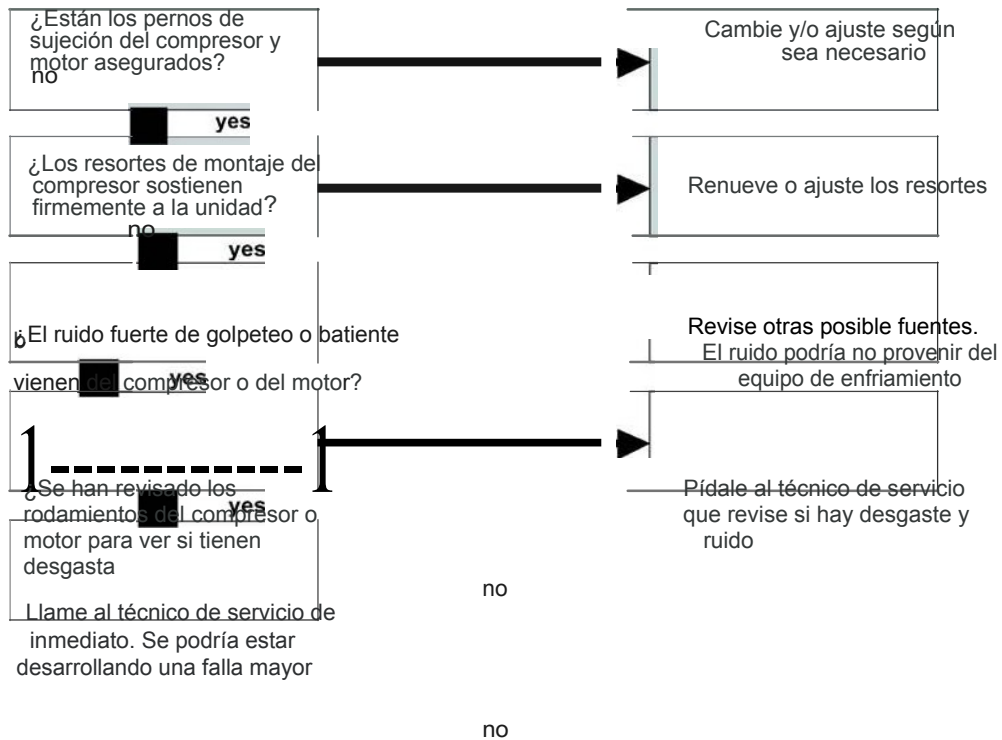 ¿Están los pernos de
sujeción del compresor y
motor asegurados?
no
Cambie y/o ajuste según
sea necesario
yes
¿Los resortes de montaje del
compresor sostienen
firmemente a la unidad?
no
Renueve o ajuste los resortes
yes
¿El ruido fuerte de golpeteo o batiente
vienen del compresor o del motor?
yes
Revise otras posible fuentes.
El ruido podría no provenir del
equipo de enfriamiento
1------------1
¿Se han revisado los
rodamientos del compresor o
motor para ver si tienen
desgasta
yes
Pídale al técnico de servicio
que revise si hay desgaste y
ruido
no
Llame al técnico de servicio de
inmediato. Se podría estar
desarrollando una falla mayor
no